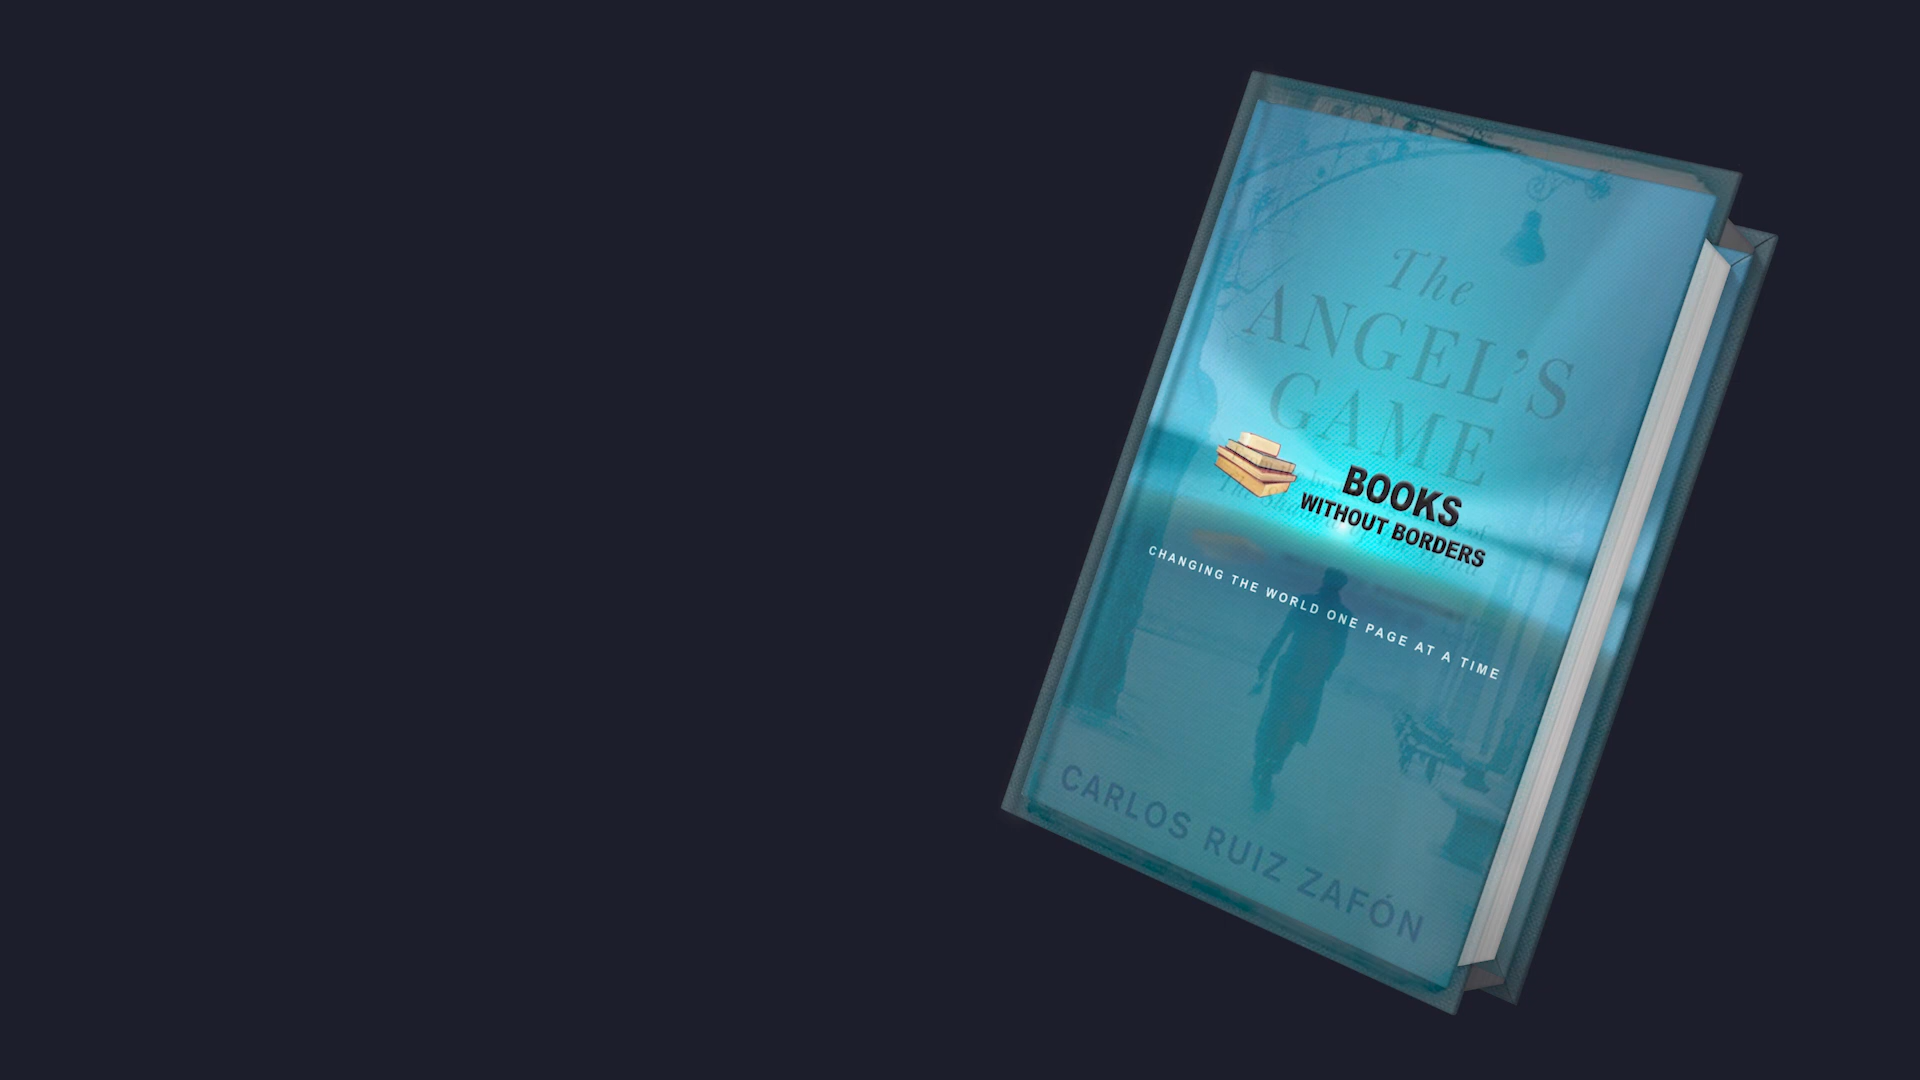 The
ANGEL'S
GAME
BOOKS
WITHOUT BORDERS
CHANGING THE WORLD ONE PAGE AT A TIME
CARLOS RUIZ ZAFÓN